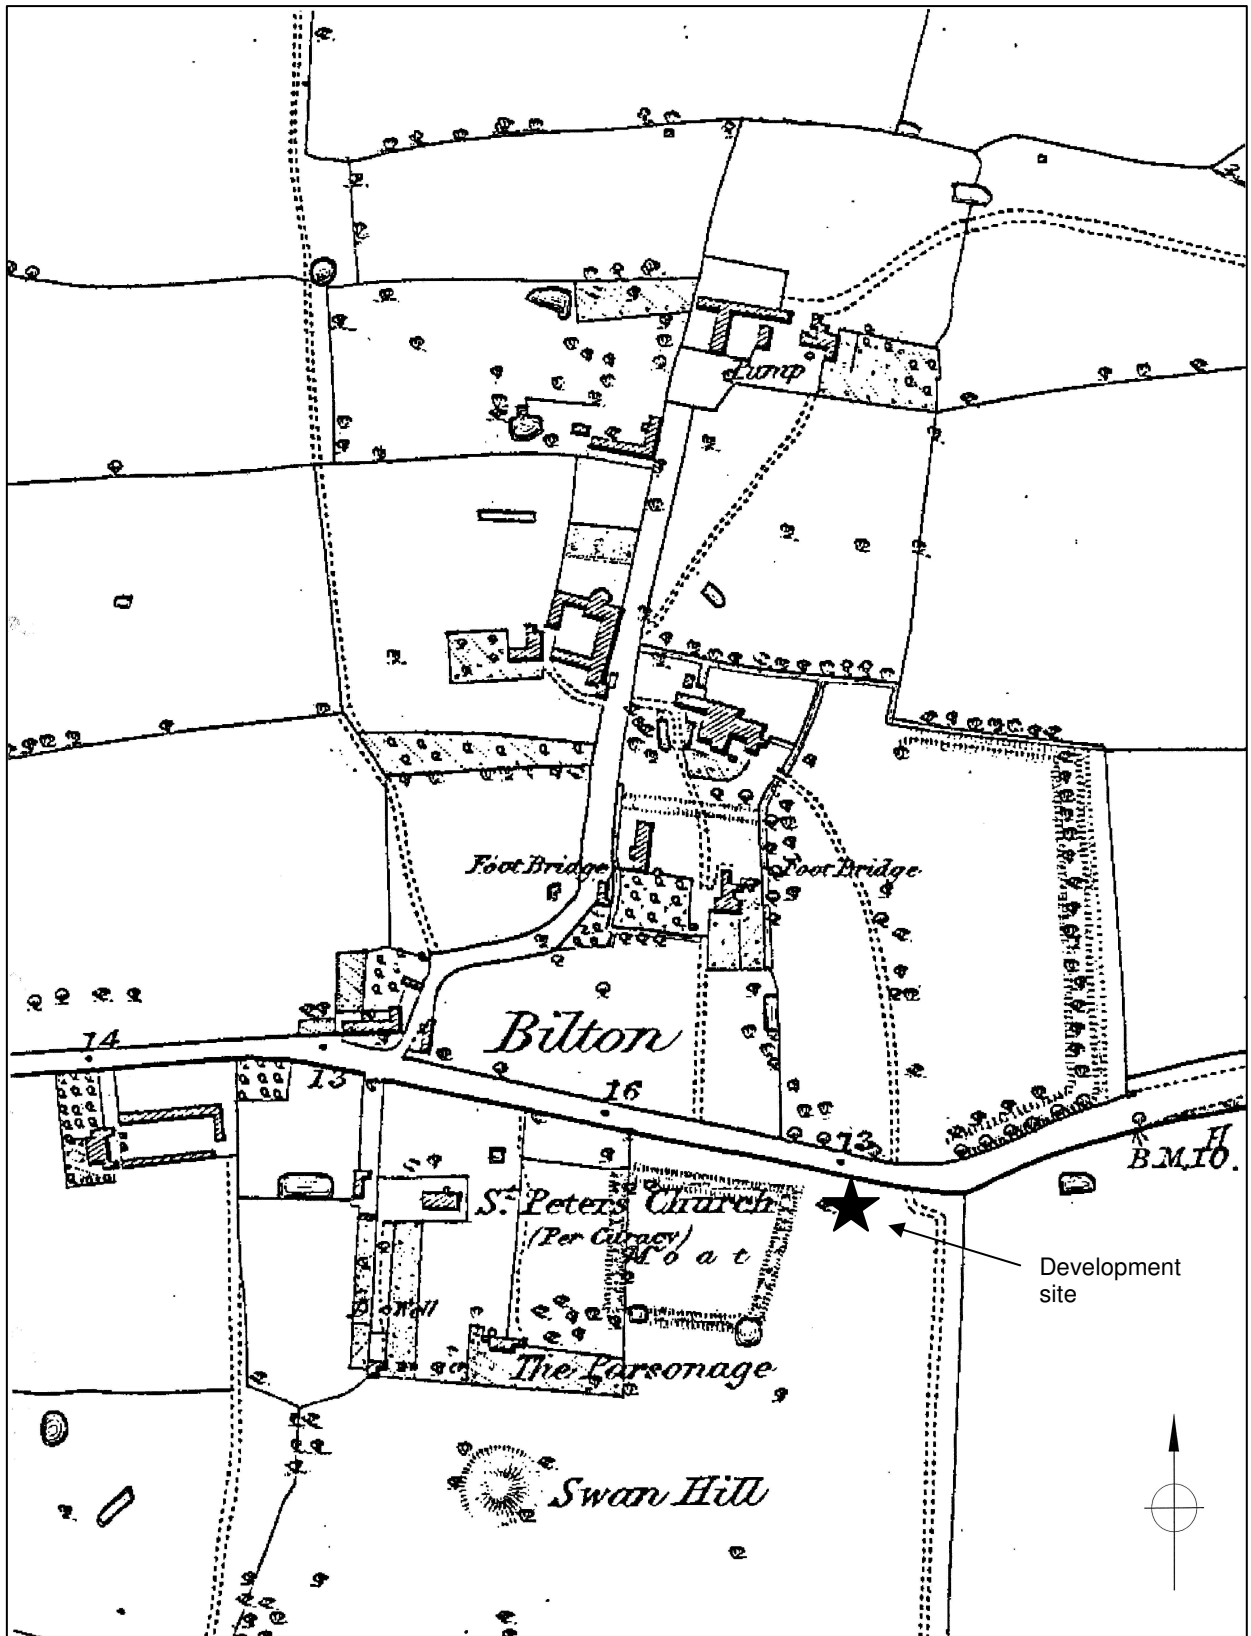 Pump
Foot Bridge
Foot Bridge
Bilton
14
13
16
13
B.M. 10.
H
St. Peters Church
(Per Curacy)
Moat
Development
site
Well
The Parsonage
Swan Hill